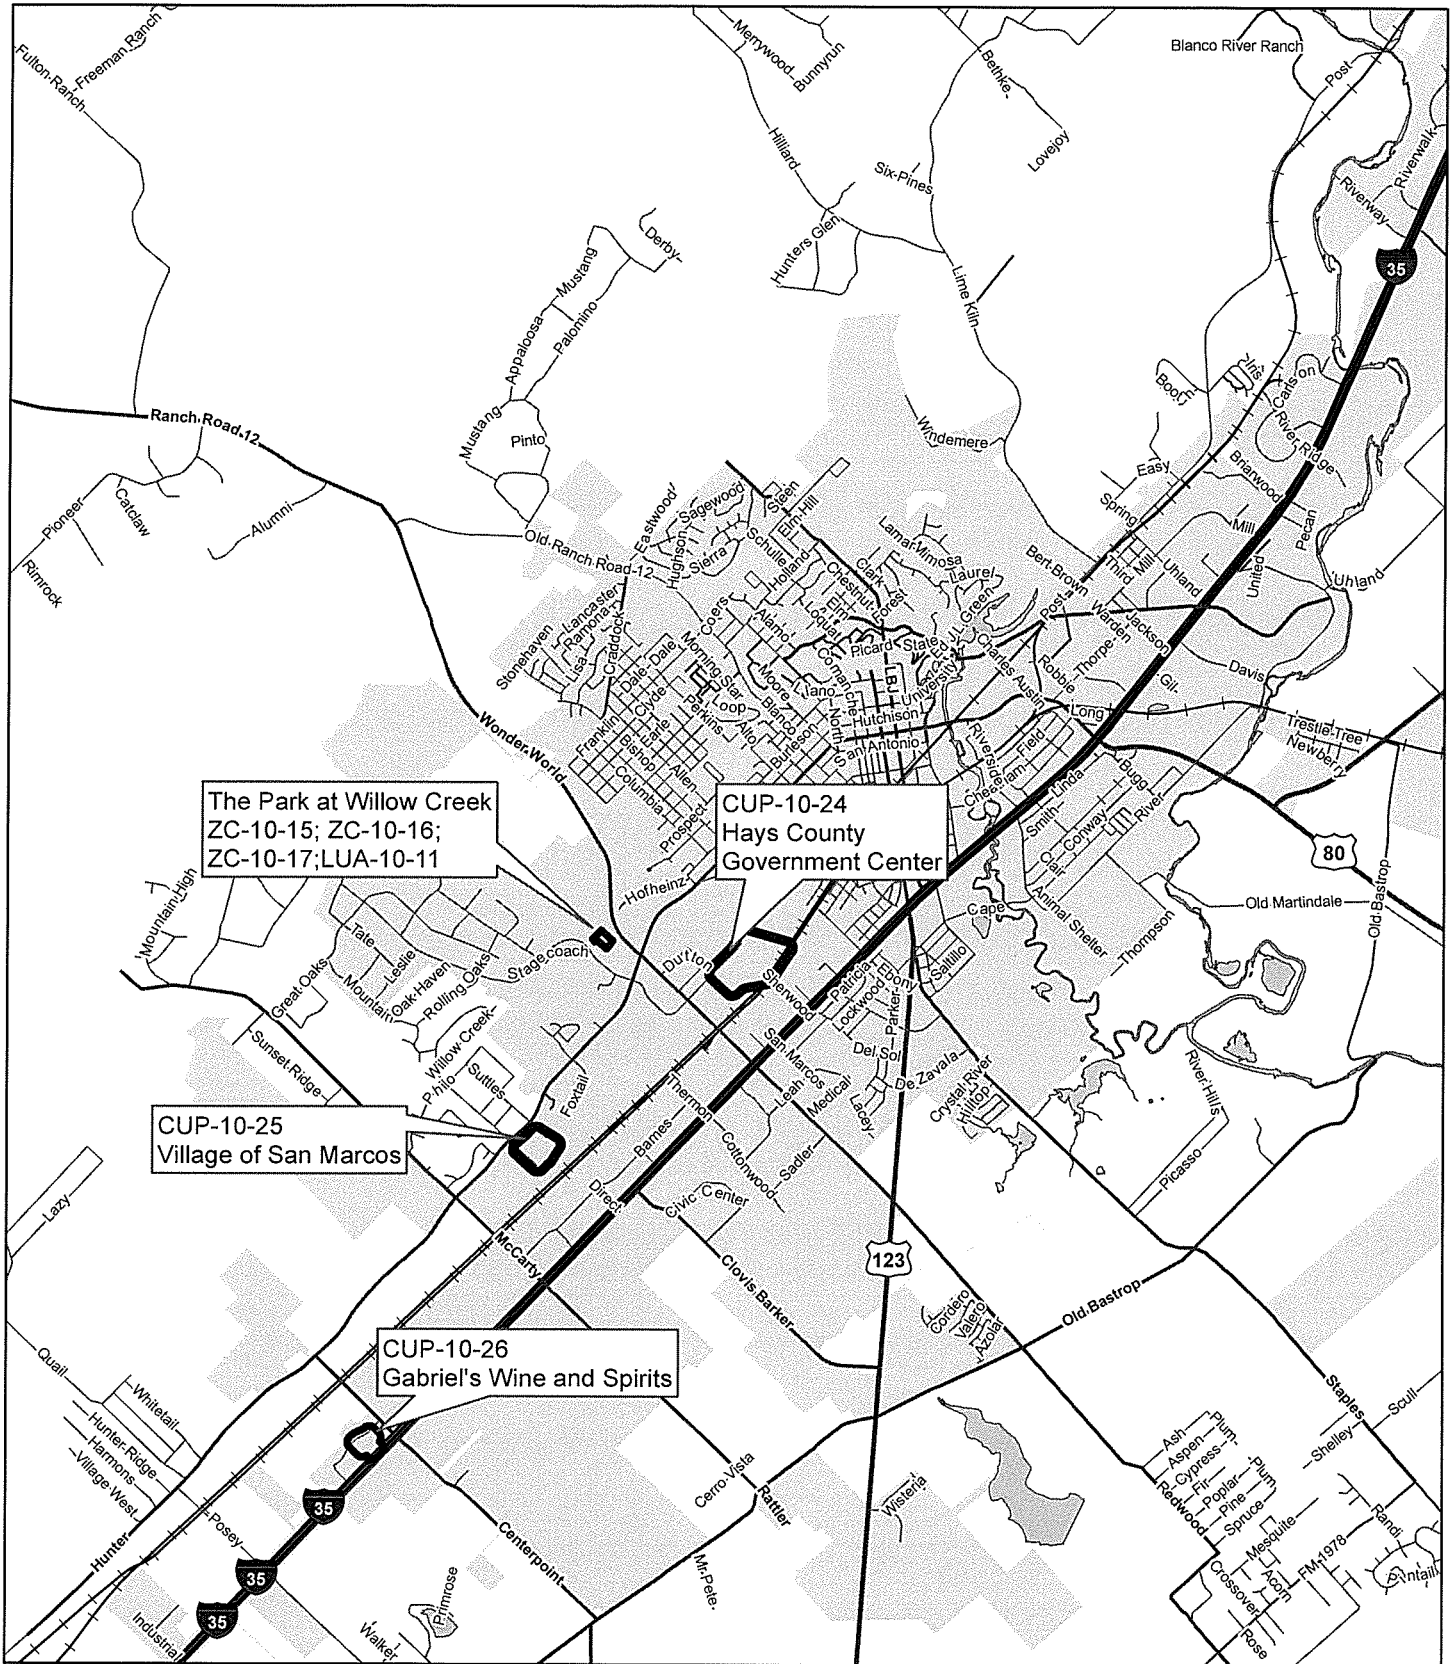 Freeman Ranch
Fulton Ranch
Merrywood
Bunnyrun
Bethke
Blanco River Ranch
Post
Hilliard
Six-Pines
Lovejoy
Riverwalk
Riverway
Derby
Mustang
Hunters Glen
35
Lime Kiln
Appaloosa
Palomino
Ranch Road 12
Mustang
Pinto
Windemere
Booth
Iris
Carlson
River Ridge
Briarwood
Easy
Pioneer
Catclaw
Alumni
Rimrock
Old Ranch Road 12
Eastwood
Sagewood
Steen
Elm Hill
Hughson
Sierra
Schulle
Holland
Lamar
Mimosa
Laurel
Clark
Chestnut
Forest
Spring
Mill
Pecan
Bert Brown
Third
Mill
Uhland
United
Uhland
Stonehaven
Lancaster
Ramona
Lisa
Craddock
Coers
Alamo
Loquat
Elm
Picard
State
J.L. Green
Post
Warden
Jackson
Thorpe
Robbie
Charles Austin
Gil
Davis
Dale
Dale
Clyde
Morning Star
Loop
Moore
Llano
Comanche
LBJ
University
Hutchison
North
San Antonio
Blanco
Burleson
Alto
Perkins
Franklin
Bishop
Earle
Allen
Columbia
Prospect
Long
Riverside
Field
Cheatham
Linda
Trestle Tree
Newberry
Bugg
River
Smith
Conway
Clair
Wonder World
The Park at Willow Creek
ZC-10-15; ZC-10-16;
ZC-10-17;LUA-10-11
CUP-10-24
Hays County
Government Center
80
Hofheinz
Mountain High
Cape
Animal Shelter
Thompson
Old Martindale
Old Bastrop
Tate
Leslie
Great Oaks
Mountain
Oak Haven
Rolling Oaks
Stagecoach
Dutton
Sherwood
Patricia
Ebony
Lockwood
Saltillo
Parker
Willow Creek
Sunset Ridge
Philo
Suttles
Foxtail
San Marcos
Del Sol
De Zavala
Leah
Medical
Lacey
Crystal River
Hilltop
River Hills
Picasso
CUP-10-25
Village of San Marcos
Thermon
Barnes
Cottonwood
Sadler
Direct
Civic Center
Lazy
McCarty
Clovis Barker
123
Old Bastrop
Cordero
Valero
Azolar
CUP-10-26
Gabriel's Wine and Spirits
Quail
Whitetail
Hunter Ridge
Harmons
Village West
Hunter
Posey
35
35
35
Industrial
Walker
Primrose
Centerpoint
Cerro Vista
Rattler
Mr. Pete
Wisteria
Staples
Scull
Shelley
Ash
Plum
Aspen
Cypress
Fir
Poplar
Plum
Pine
Spruce
Redwood
Mesquite
Randi
FM-1978
Acorn
Crossover
Rose